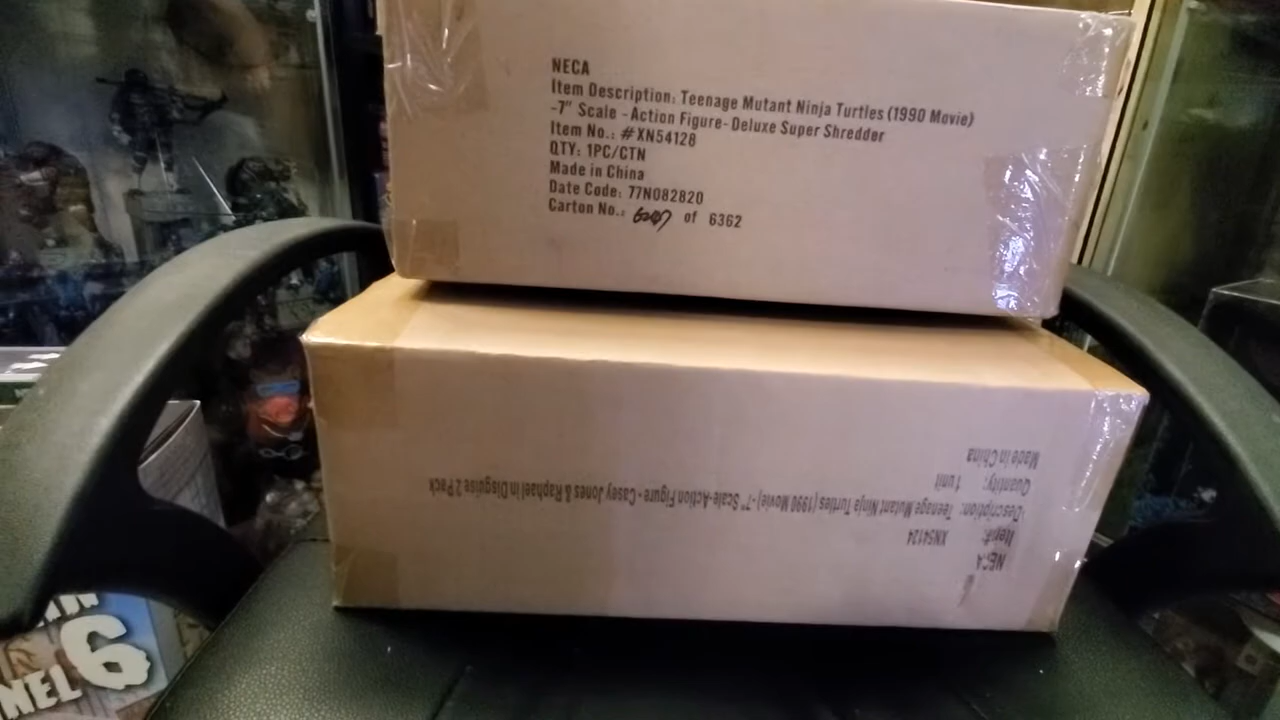 NECA
Item Description: Teenage Mutant Ninja Turtles (1990 Movie)
-7" Scale -Action Figure- Deluxe Super Shredder
Item No.: #XN54128
QTY: 1PC/CTN
Made in China
Date Code: 77N082820
Carton No.: of 6362
NECA
Item#: XN54124
Description: Teenage Mutant Ninja Turtles (1990 Movie) - 7" Scale-Action Figure - Casey Jones & Raphael in Disguise 2 Pack
Quantity: 1 unit
Made in China
NEL 6